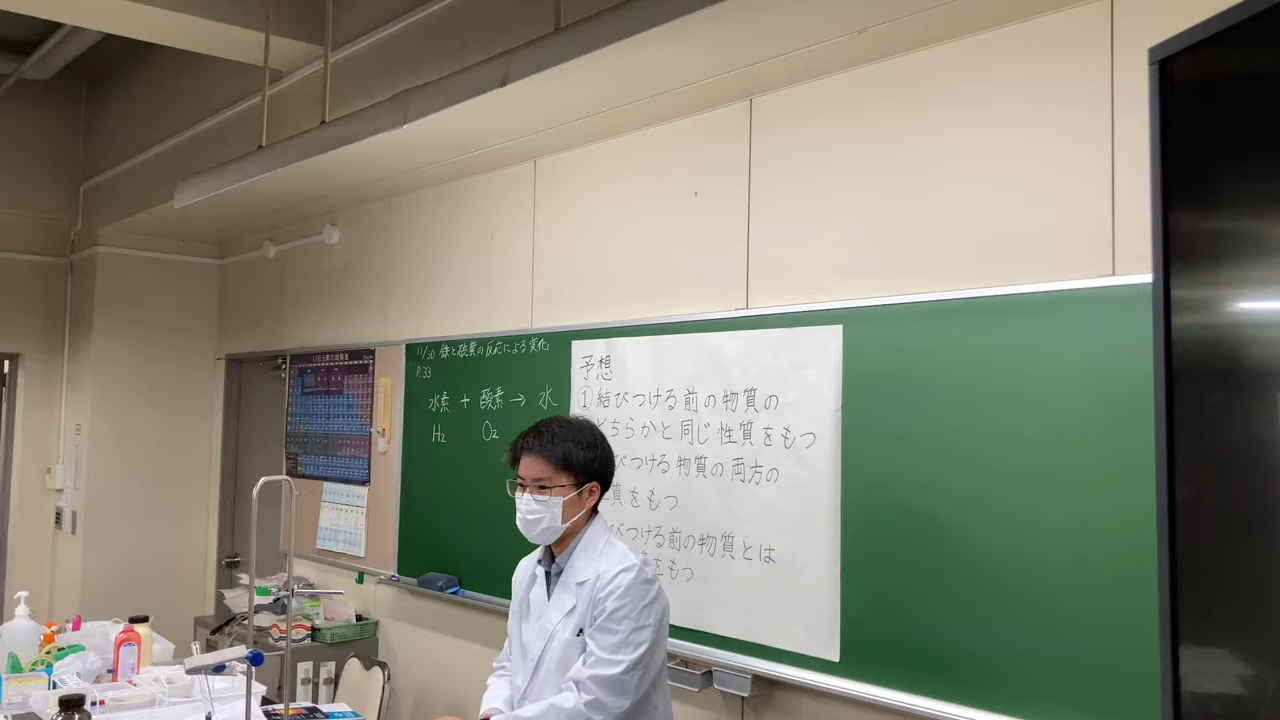 11/30 鉄と硫黄の反応による変化
P.33
水素 + 酸素 → 水
H₂ O₂
予想
①結びつける前の物質の
どちらかと同じ性質をもつ
びつける物質の両方の
質をもつ
びつける前の物質とは
質をもつ